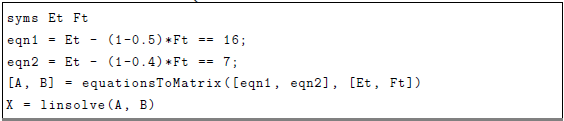 syms Et Ft
eqn1 = Et - (1-0.5)*Ft == 16;
eqn2 = Et - (1-0.4)*Ft == 7;
[A, B] = equationsToMatrix([eqn1, eqn2], [Et, Ft])
X = linsolve(A, B)